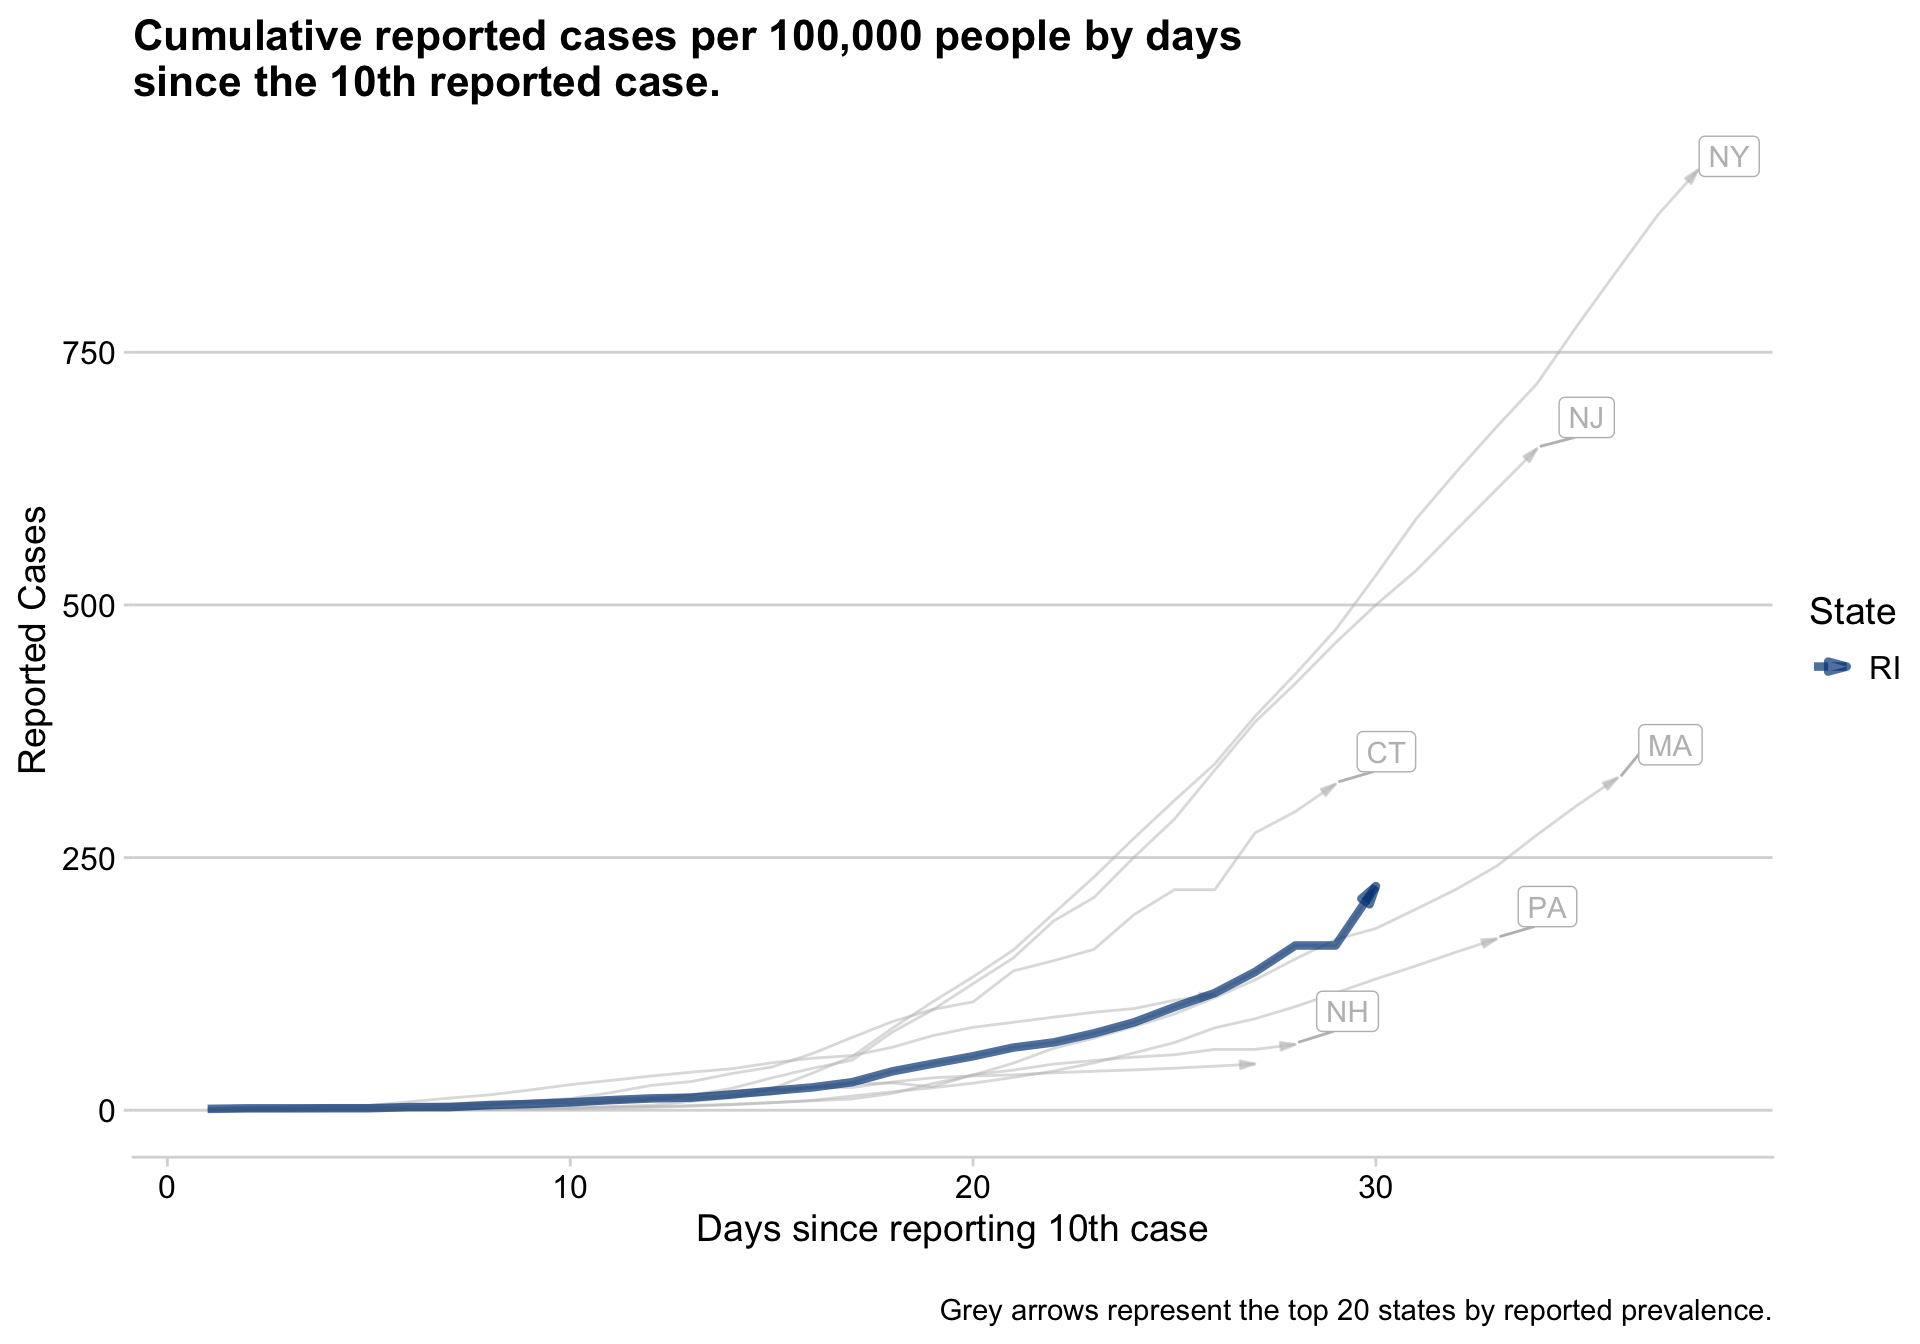 Cumulative reported cases per 100,000 people by days
since the 10th reported case.
NY
750
NJ
500
Reported Cases
State
RI
MA
CT
250
PA
NH
0
0
10
20
30
Days since reporting 10th case
Grey arrows represent the top 20 states by reported prevalence.